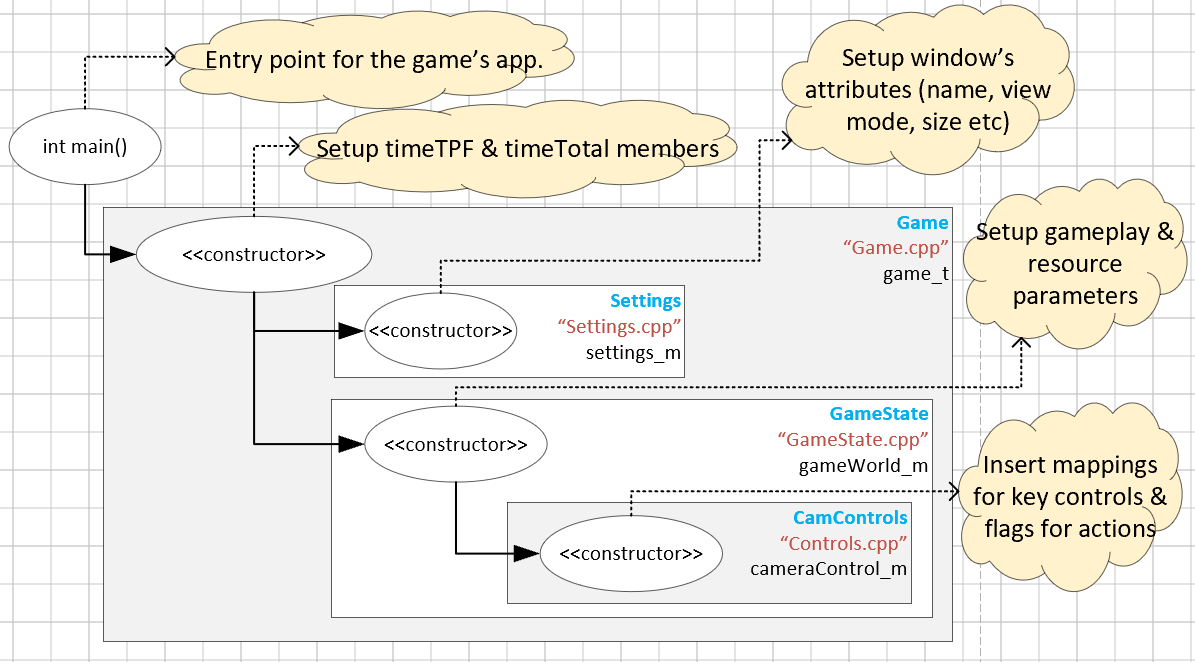 Entry point for the game's app.
Setup window's
attributes (name, view
mode, size etc)
int main()
Setup timeTPF & timeTotal members
Game
“Game.cpp”
game_t
<<constructor>>
Setup gameplay &
resource
parameters
Settings
“Settings.cpp”
settings_m
<<constructor>>
GameState
“GameState.cpp”
gameWorld_m
<<constructor>>
Insert mappings
for key controls &
flags for actions
CamControls
“Controls.cpp”
cameraControl_m
<<constructor>>